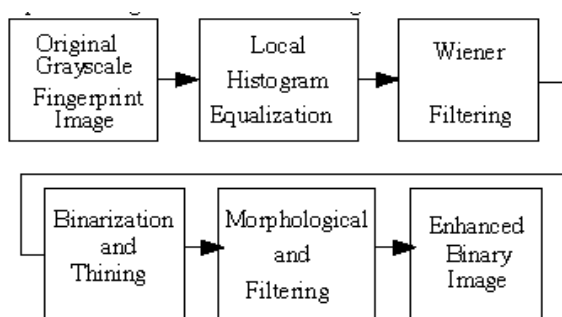 Original
Grayscale
Fingerprint
Image
Local
Histogram
Equalization
Wiener
Filtering
Binarization
and
Thining
Morphological
and
Filtering
Enhanced
Binary
Image